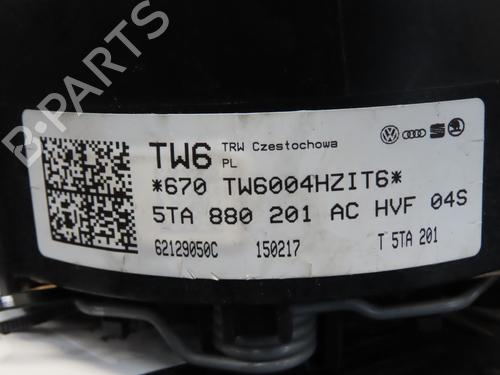 TW6 TRW Czestochowa
PL
*670 TW6004HZIT6*
5TA 880 201 AC HVF 04S
62129050C 150217 T 5TA 201
B-PARTS